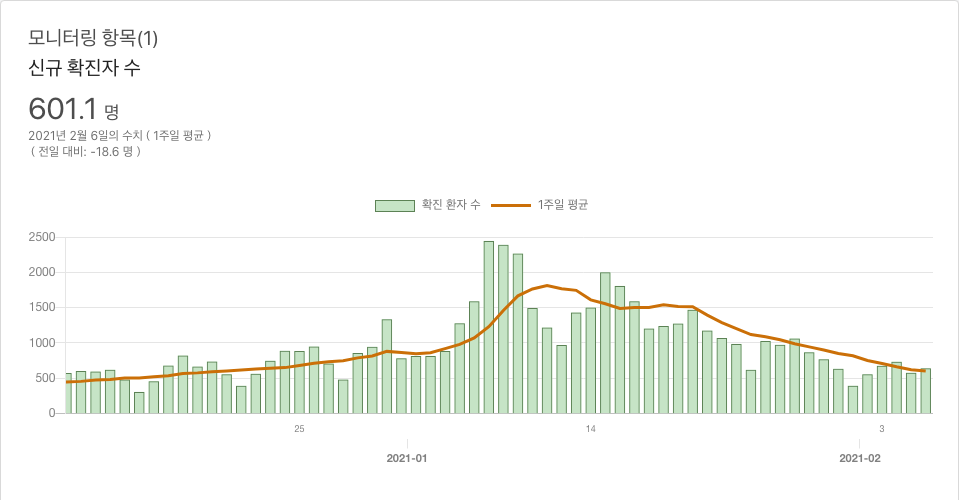 모니터링 항목(1)
신규 확진자 수
601.1 명
2021년 2월 6일의 수치 ( 1주일 평균 )
( 전일 대비: -18.6 명 )
확진 환자 수 1주일 평균
2500
2000
1500
1000
500
0
25 14 3
2021-01 2021-02